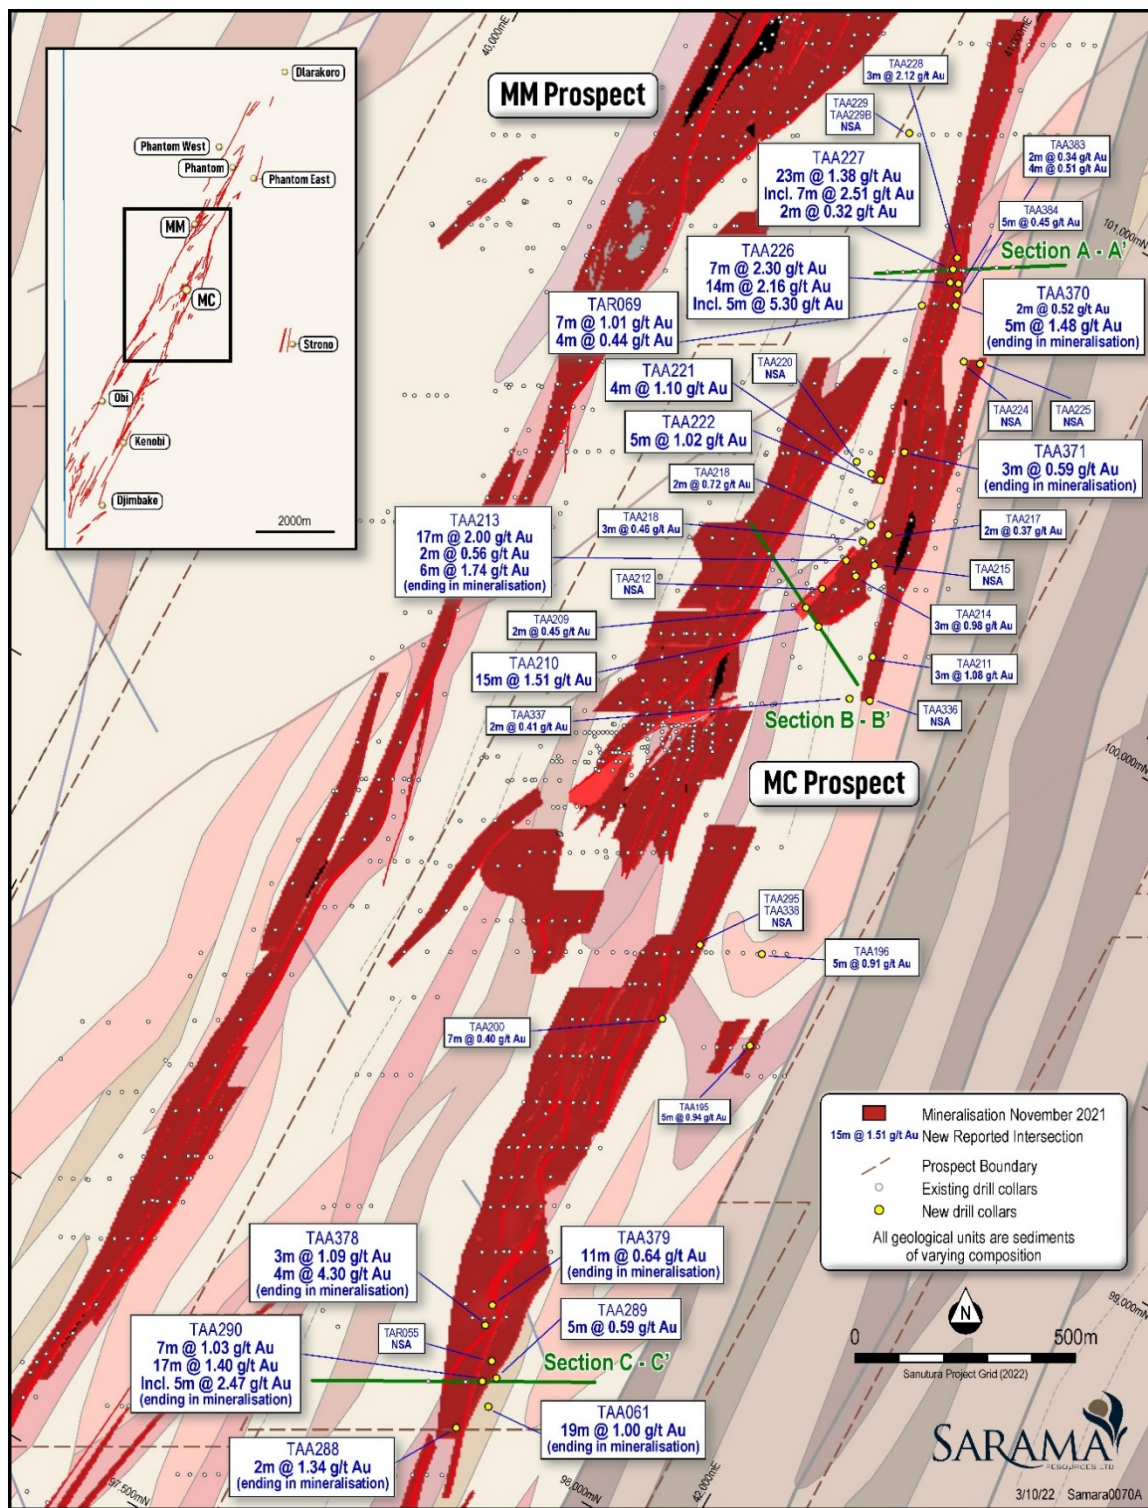 40,000mE
41,000mE
MM Prospect
Dlarakoro
Phantom West
Phantom
Phantom East
MM
MC
Strono
Obi
Kenobi
Djimbake
2000m
TAA228
3m @ 2.12 g/t Au
TAA229
TAA229B
NSA
TAA383
2m @ 0.34 g/t Au
4m @ 0.51 g/t Au
TAA227
23m @ 1.38 g/t Au
Incl. 7m @ 2.51 g/t Au
2m @ 0.32 g/t Au
TAA384
5m @ 0.45 g/t Au
101,000mN
Section A - A'
TAA226
7m @ 2.30 g/t Au
14m @ 2.16 g/t Au
Incl. 5m @ 5.30 g/t Au
TAR069
7m @ 1.01 g/t Au
4m @ 0.44 g/t Au
TAA370
2m @ 0.52 g/t Au
5m @ 1.48 g/t Au
(ending in mineralisation)
TAA220
NSA
TAA221
4m @ 1.10 g/t Au
TAA224
NSA
TAA225
NSA
TAA222
5m @ 1.02 g/t Au
TAA371
3m @ 0.59 g/t Au
(ending in mineralisation)
TAA218
2m @ 0.72 g/t Au
TAA213
17m @ 2.00 g/t Au
2m @ 0.56 g/t Au
6m @ 1.74 g/t Au
(ending in mineralisation)
TAA218
3m @ 0.46 g/t Au
TAA217
2m @ 0.37 g/t Au
TAA212
NSA
TAA215
NSA
TAA209
2m @ 0.45 g/t Au
TAA214
3m @ 0.98 g/t Au
TAA210
15m @ 1.51 g/t Au
TAA211
3m @ 1.08 g/t Au
TAA337
2m @ 0.41 g/t Au
Section B - B'
TAA336
NSA
100,000mN
MC Prospect
TAA295
TAA338
NSA
TAA196
5m @ 0.91 g/t Au
TAA200
7m @ 0.40 g/t Au
TAA195
5m @ 0.94 g/t Au
Mineralisation November 2021
15m @ 1.51 g/t Au New Reported Intersection
Prospect Boundary
Existing drill collars
New drill collars
All geological units are sediments
of varying composition
TAA378
3m @ 1.09 g/t Au
4m @ 4.30 g/t Au
(ending in mineralisation)
TAA379
11m @ 0.64 g/t Au
(ending in mineralisation)
99,000mN
TAA290
7m @ 1.03 g/t Au
17m @ 1.40 g/t Au
Incl. 5m @ 2.47 g/t Au
(ending in mineralisation)
TAR055
NSA
TAA289
5m @ 0.59 g/t Au
Section C - C'
N
0
500m
Sanutura Project Grid (2022)
TAA061
19m @ 1.00 g/t Au
(ending in mineralisation)
TAA288
2m @ 1.34 g/t Au
(ending in mineralisation)
97,500mN
98,000mN
42,000mE
SARAMA
RESOURCES LTD
3/10/22 Samara0070A